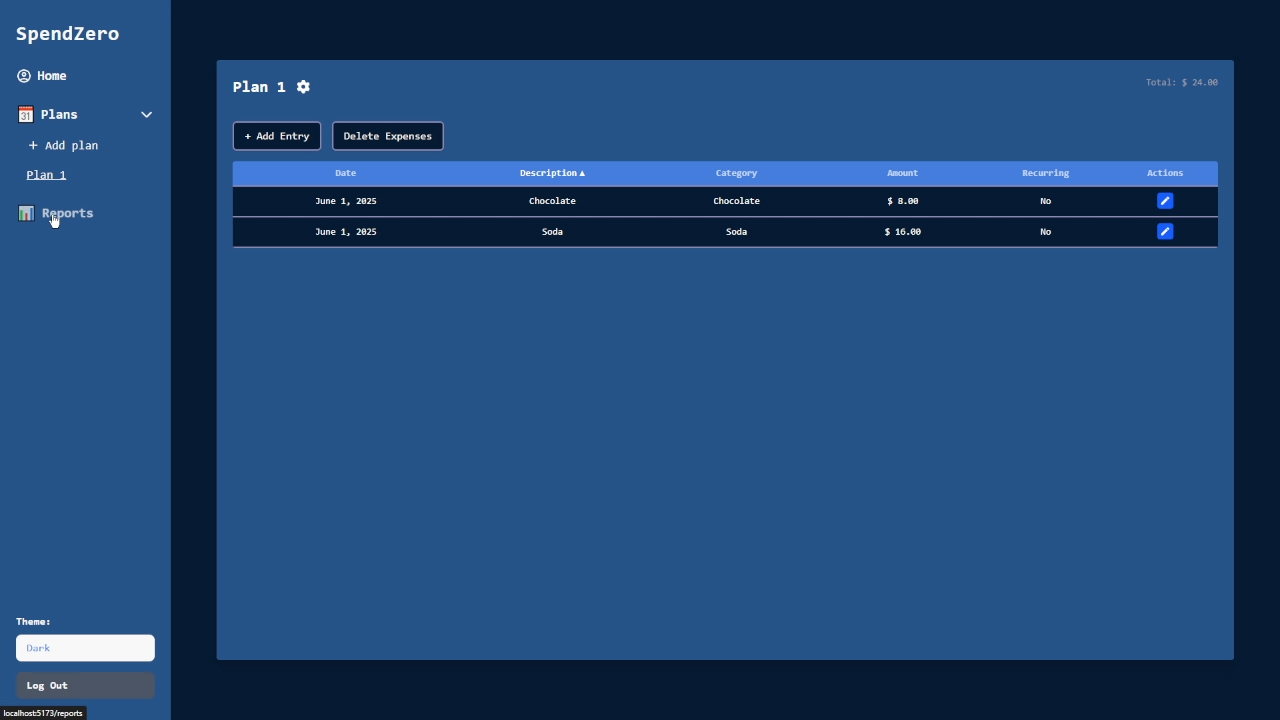 SpendZero
Home
31 Plans
+ Add plan
Plan 1
Reports
Theme:
Dark
Log Out
localhost:5173/reports
Plan 1
Total: $ 24.00
+ Add Entry Delete Expenses
Date Description▲ Category Amount Recurring Actions
June 1, 2025 Chocolate Chocolate $ 8.00 No
June 1, 2025 Soda Soda $ 16.00 No